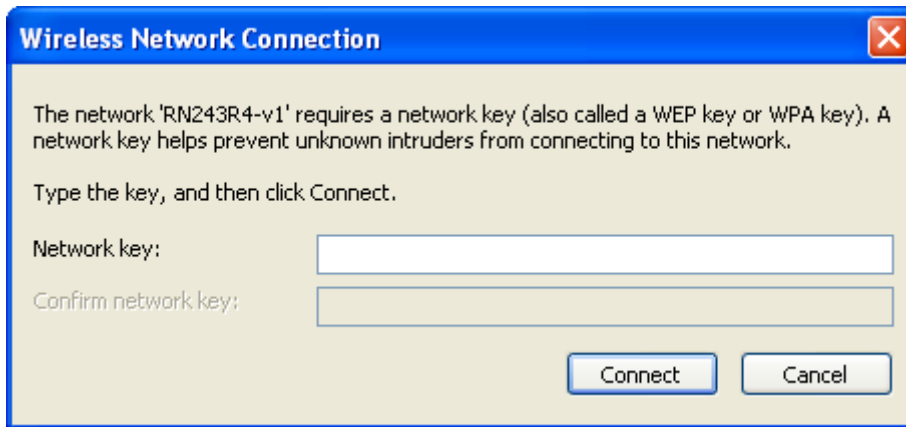 Wireless Network Connection
The network 'RN243R4-v1' requires a network key (also called a WEP key or WPA key). A
network key helps prevent unknown intruders from connecting to this network.
Type the key, and then click Connect.
Network key:
Confirm network key:
Connect Cancel